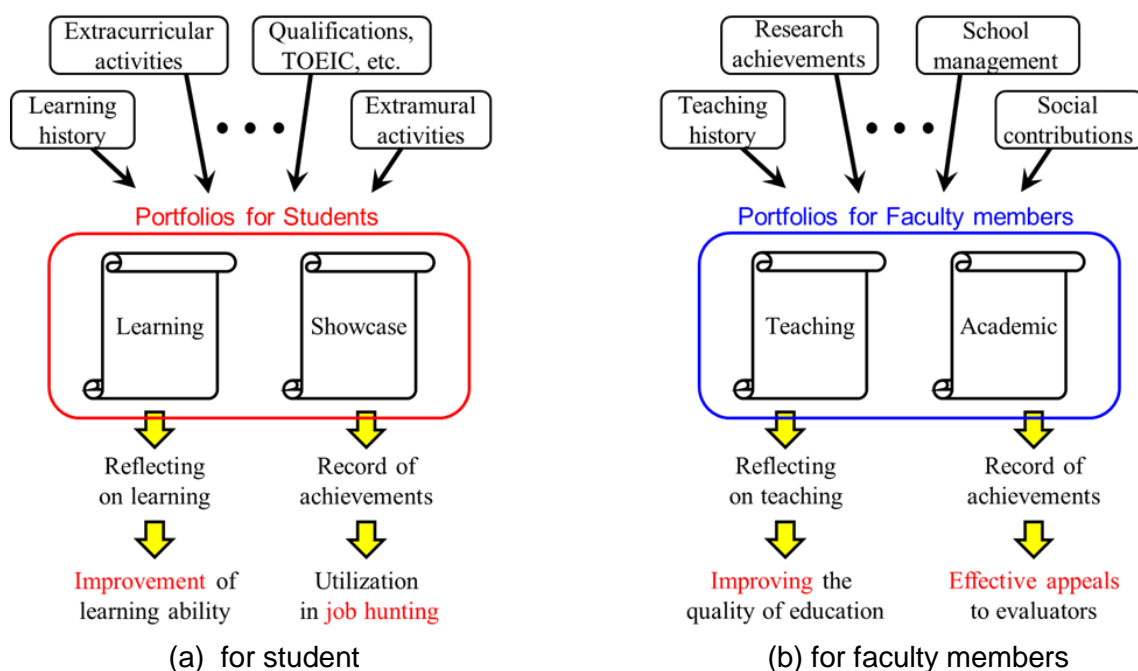 Extracurricular
activities
Qualifications,
TOEIC, etc.
Learning
history
• • •
Extramural
activities
Portfolios for Students
Learning
Showcase
Reflecting
on learning
Record of
achievements
Improvement of
learning ability
Utilization
in job hunting
(a) for student
Research
achievements
School
management
Teaching
history
• • •
Social
contributions
Portfolios for Faculty members
Teaching
Academic
Reflecting
on teaching
Record of
achievements
Improving the
quality of education
Effective appeals
to evaluators
(b) for faculty members